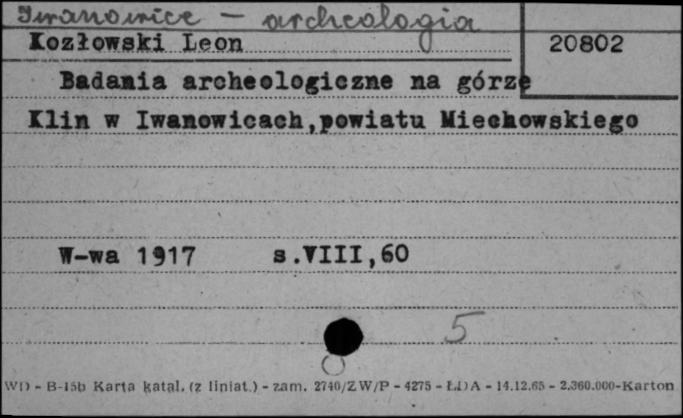 Iwanowice - archeologia
Kozłowski Leon
20802
Badania archeologiczne na górze
Klin w Iwanowicach,powiatu Miechowskiego
W-wa 1917 s.VIII,60
5
WD - B-15b Karta katal. (z liniat.) - zam. 2740/ZW/P - 4275 - ŁDA - 14.12.65 - 2.360.000-Karton